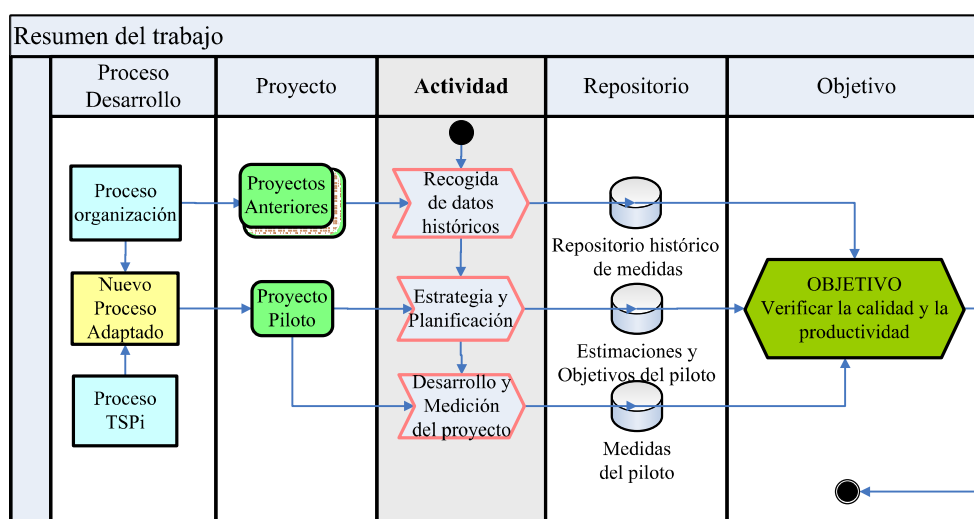 Resumen del trabajo
Proceso
Desarrollo
Proyecto
Actividad
Repositorio
Objetivo
Proceso
organización
Proyectos
Anteriores
Recogida
de datos
históricos
Repositorio histórico
de medidas
Nuevo
Proceso
Adaptado
Proyecto
Piloto
Estrategia y
Planificación
Estimaciones y
Objetivos del piloto
OBJETIVO
Verificar la calidad y la
productividad
Proceso
TSPi
Desarrollo y
Medición
del proyecto
Medidas
del piloto